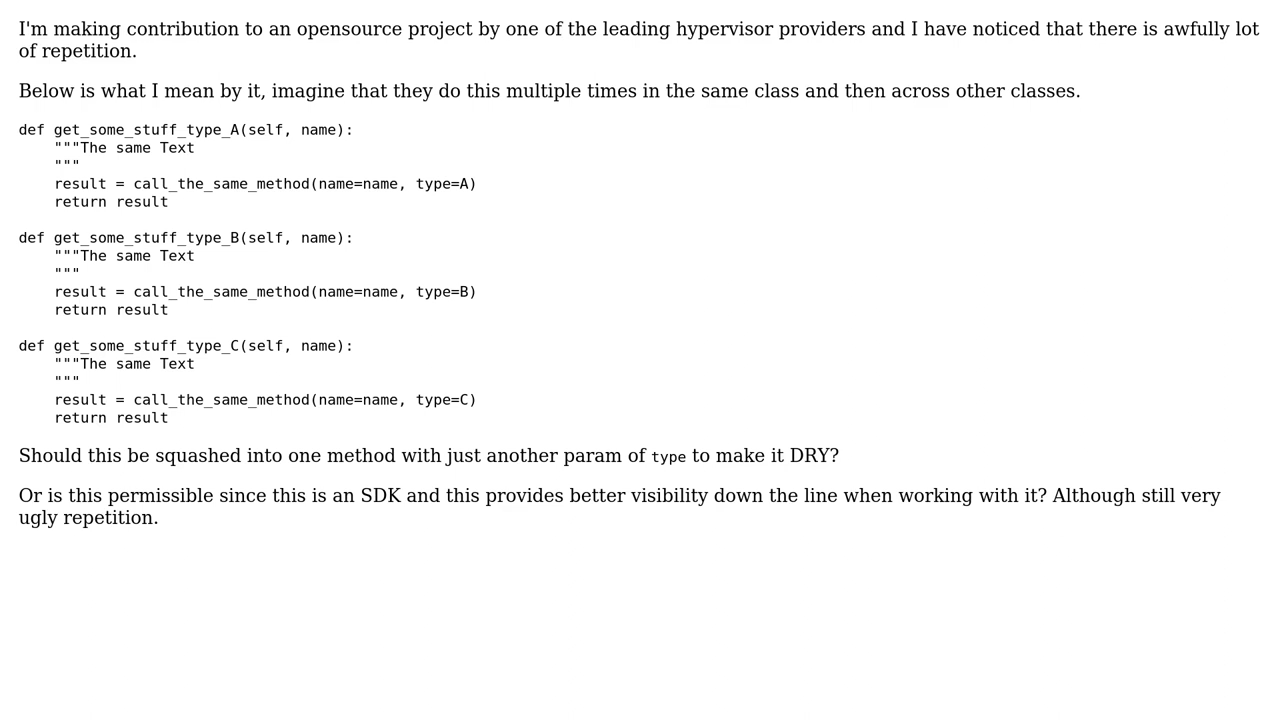 I'm making contribution to an opensource project by one of the leading hypervisor providers and I have noticed that there is awfully lot
of repetition.
Below is what I mean by it, imagine that they do this multiple times in the same class and then across other classes.
def get_some_stuff_type_A(self, name):
    """The same Text
    """
    result = call_the_same_method(name=name, type=A)
    return result
def get_some_stuff_type_B(self, name):
    """The same Text
    """
    result = call_the_same_method(name=name, type=B)
    return result
def get_some_stuff_type_C(self, name):
    """The same Text
    """
    result = call_the_same_method(name=name, type=C)
    return result
Should this be squashed into one method with just another param of type to make it DRY?
Or is this permissible since this is an SDK and this provides better visibility down the line when working with it? Although still very
ugly repetition.